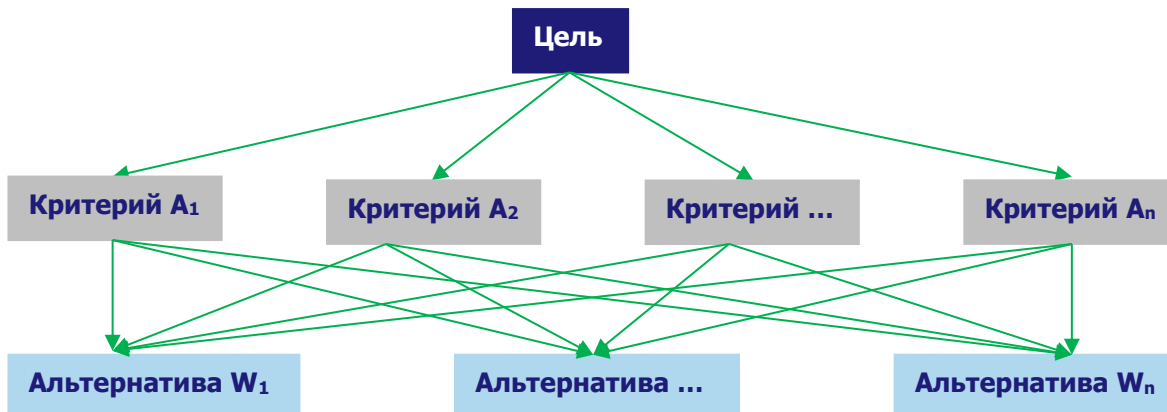 Цель
Критерий A₁
Критерий A₂
Критерий ...
Критерий Aₙ
Альтернатива W₁
Альтернатива ...
Альтернатива Wₙ